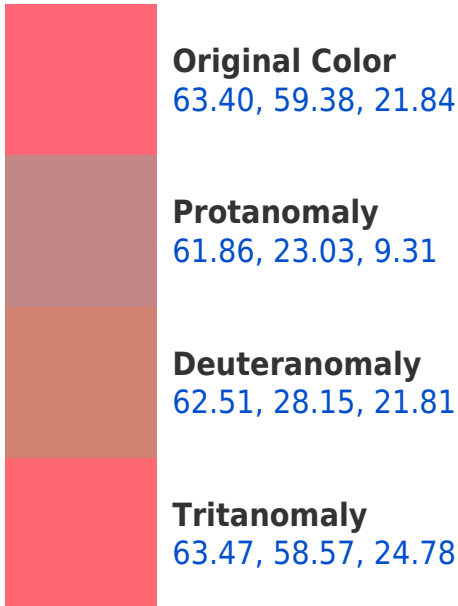 Original Color
63.40, 59.38, 21.84
Protanomaly
61.86, 23.03, 9.31
Deuteranomaly
62.51, 28.15, 21.81
Tritanomaly
63.47, 58.57, 24.78